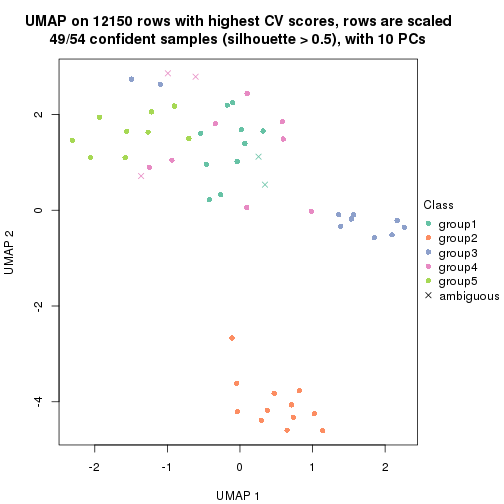 UMAP on 12150 rows with highest CV scores, rows are scaled
49/54 confident samples (silhouette > 0.5), with 10 PCs
2
0
-2
-4
UMAP 2
-2
-1
0
1
2
UMAP 1
Class
group1
group2
group3
group4
group5
ambiguous